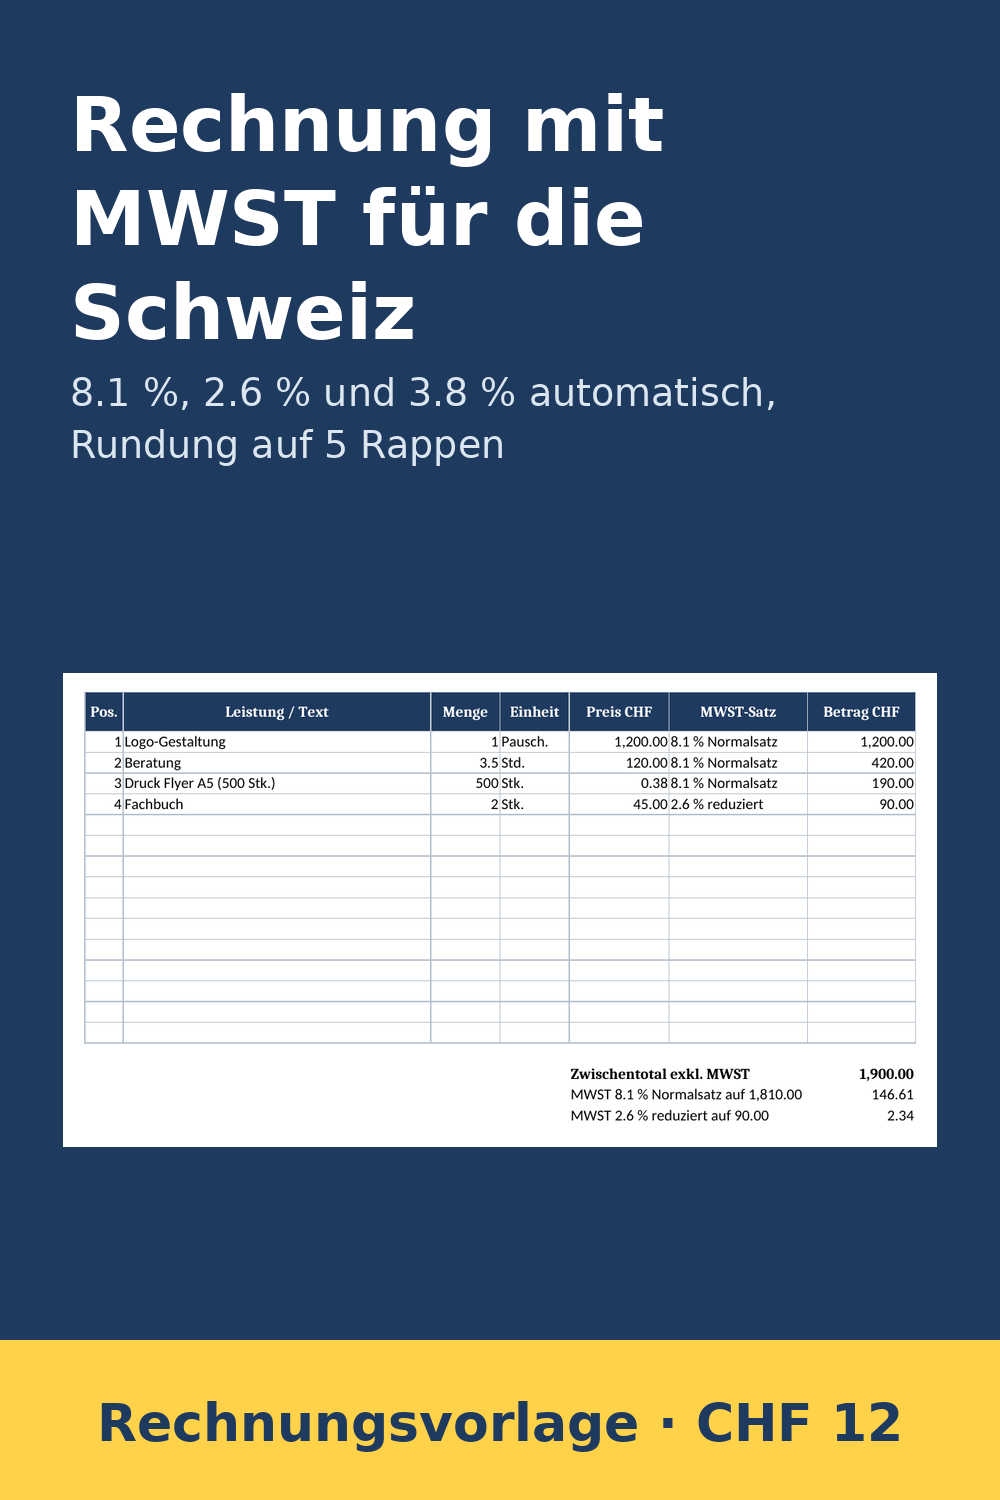 Rechnung mit
MWST für die
Schweiz
8.1 %, 2.6 % und 3.8 % automatisch,
Rundung auf 5 Rappen
Pos. Leistung / Text Menge Einheit Preis CHF MWST-Satz Betrag CHF
1 Logo-Gestaltung 1 Pausch. 1,200.00 8.1 % Normalsatz 1,200.00
2 Beratung 3.5 Std. 120.00 8.1 % Normalsatz 420.00
3 Druck Flyer A5 (500 Stk.) 500 Stk. 0.38 8.1 % Normalsatz 190.00
4 Fachbuch 2 Stk. 45.00 2.6 % reduziert 90.00
Zwischentotal exkl. MWST 1,900.00
MWST 8.1 % Normalsatz auf 1,810.00 146.61
MWST 2.6 % reduziert auf 90.00 2.34
Rechnungsvorlage · CHF 12